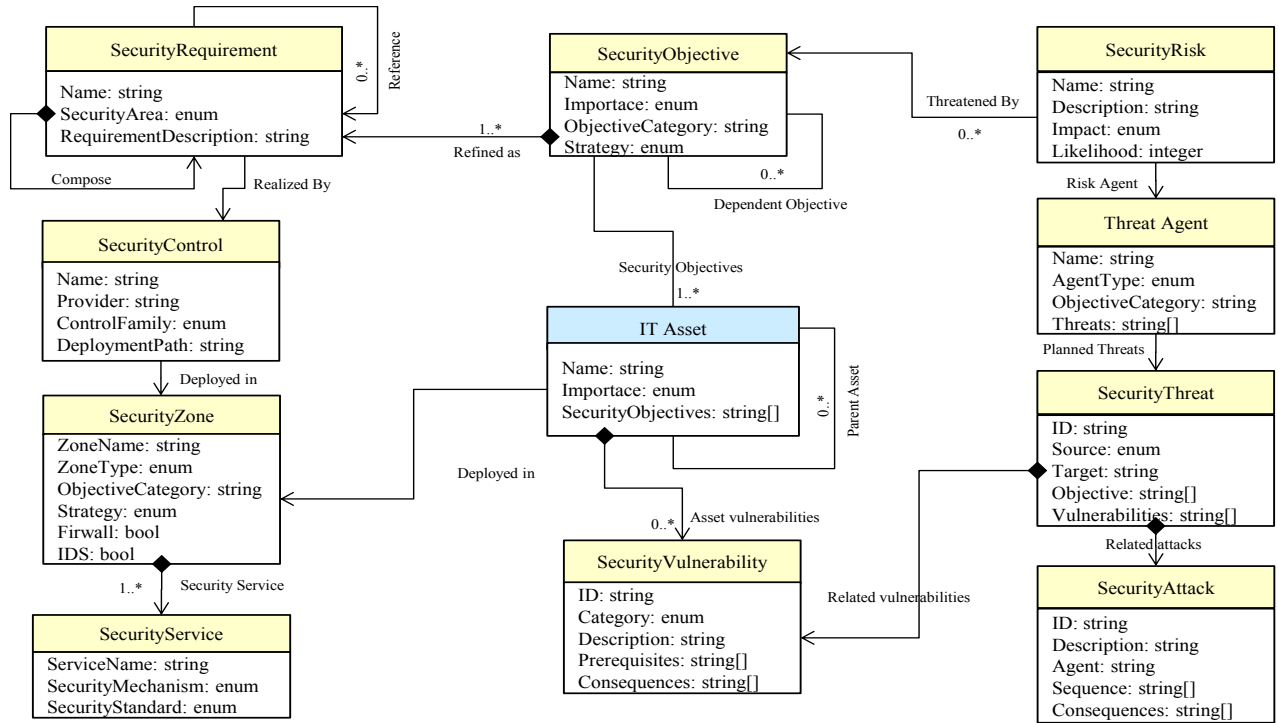 SecurityRequirement
Name: string
SecurityArea: enum
RequirementDescription: string
0..*
Reference
Compose
Realized By
1..*
Refined as
SecurityObjective
Name: string
Importace: enum
ObjectiveCategory: string
Strategy: enum
0..*
Dependent Objective
Threatened By
0..*
SecurityRisk
Name: string
Description: string
Impact: enum
Likelihood: integer
Risk Agent
SecurityControl
Name: string
Provider: string
ControlFamily: enum
DeploymentPath: string
Deployed in
Security Objectives
1..*
IT Asset
Name: string
Importace: enum
SecurityObjectives: string[]
0..*
Parent Asset
Threat Agent
Name: string
AgentType: enum
ObjectiveCategory: string
Threats: string[]
Planned Threats
SecurityZone
ZoneName: string
ZoneType: enum
ObjectiveCategory: string
Strategy: enum
Firwall: bool
IDS: bool
Deployed in
1..*
Security Service
0..*
Asset vulnerabilities
SecurityThreat
ID: string
Source: enum
Target: string
Objective: string[]
Vulnerabilities: string[]
Related attacks
SecurityService
ServiceName: string
SecurityMechanism: enum
SecurityStandard: enum
SecurityVulnerability
ID: string
Category: enum
Description: string
Prerequisites: string[]
Consequences: string[]
Related vulnerabilities
SecurityAttack
ID: string
Description: string
Agent: string
Sequence: string[]
Consequences: string[]